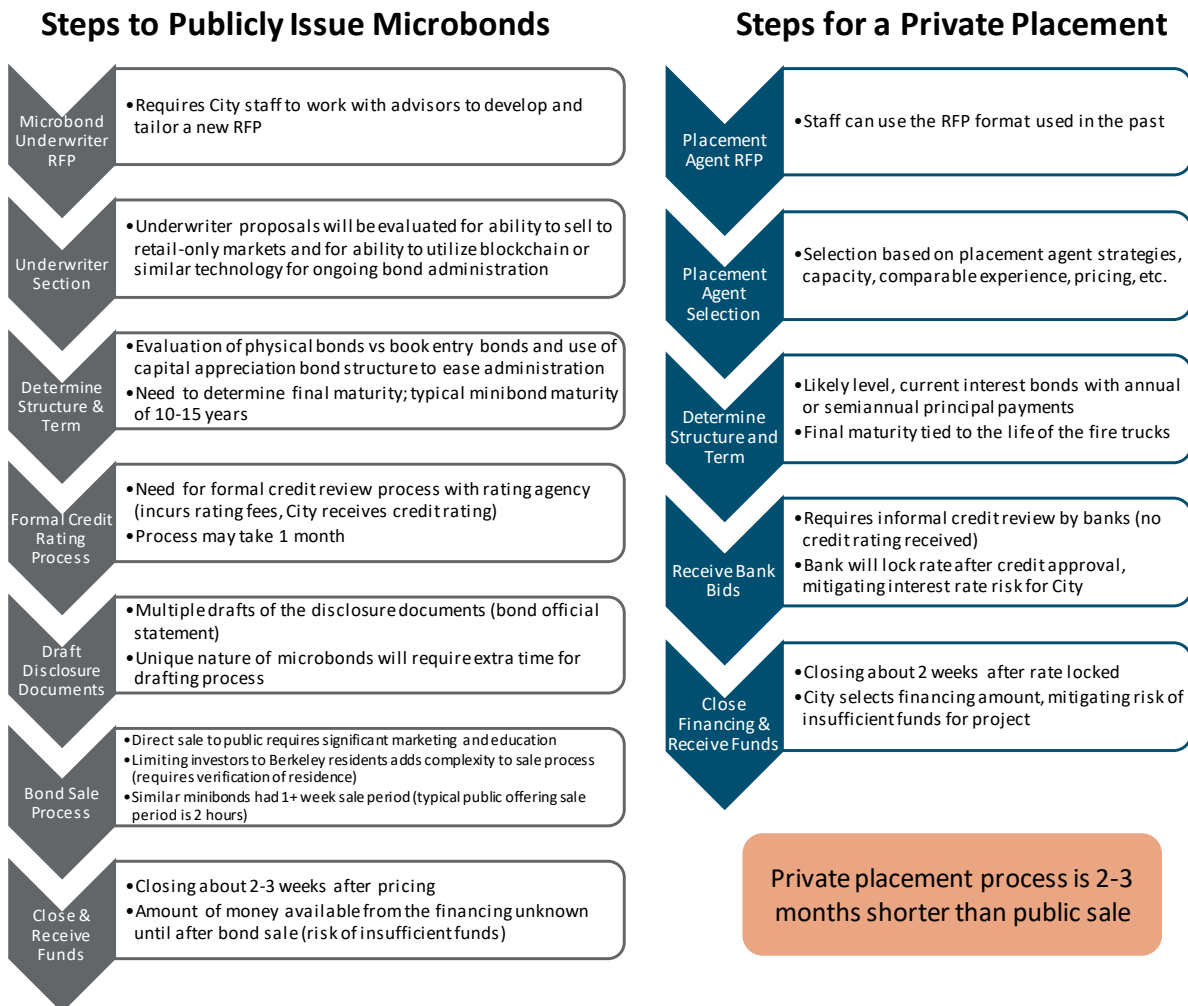 Steps to Publicly Issue Microbonds
Microbond
Underwriter
RFP
•Requires City staff to work with advisors to develop and
tailor a new RFP
Underwriter
Section
•Underwriter proposals will be evaluated for ability to sell to
retail-only markets and for ability to utilize blockchain or
similar technology for ongoing bond administration
Determine
Structure &
Term
•Evaluation of physical bonds vs book entry bonds and use of
capital appreciation bond structure to ease administration
•Need to determine final maturity; typical minibond maturity
of 10-15 years
Formal Credit
Rating
Process
•Need for formal credit review process with rating agency
(incurs rating fees, City receives credit rating)
•Process may take 1 month
Draft
Disclosure
Documents
•Multiple drafts of the disclosure documents (bond official
statement)
•Unique nature of microbonds will require extra time for
drafting process
Bond Sale
Process
•Direct sale to public requires significant marketing and education
•Limiting investors to Berkeley residents adds complexity to sale process
(requires verification of residence)
•Similar minibonds had 1+ week sale period (typical public offering sale
period is 2 hours)
Close &
Receive
Funds
•Closing about 2-3 weeks after pricing
•Amount of money available from the financing unknown
until after bond sale (risk of insufficient funds)
Steps for a Private Placement
Placement
Agent RFP
•Staff can use the RFP format used in the past
Placement
Agent
Selection
•Selection based on placement agent strategies,
capacity, comparable experience, pricing, etc.
Determine
Structure and
Term
•Likely level, current interest bonds with annual
or semiannual principal payments
•Final maturity tied to the life of the fire trucks
Receive Bank
Bids
•Requires informal credit review by banks (no
credit rating received)
•Bank will lock rate after credit approval,
mitigating interest rate risk for City
Close
Financing &
Receive Funds
•Closing about 2 weeks after rate locked
•City selects financing amount, mitigating risk of
insufficient funds for project
Private placement process is 2-3
months shorter than public sale